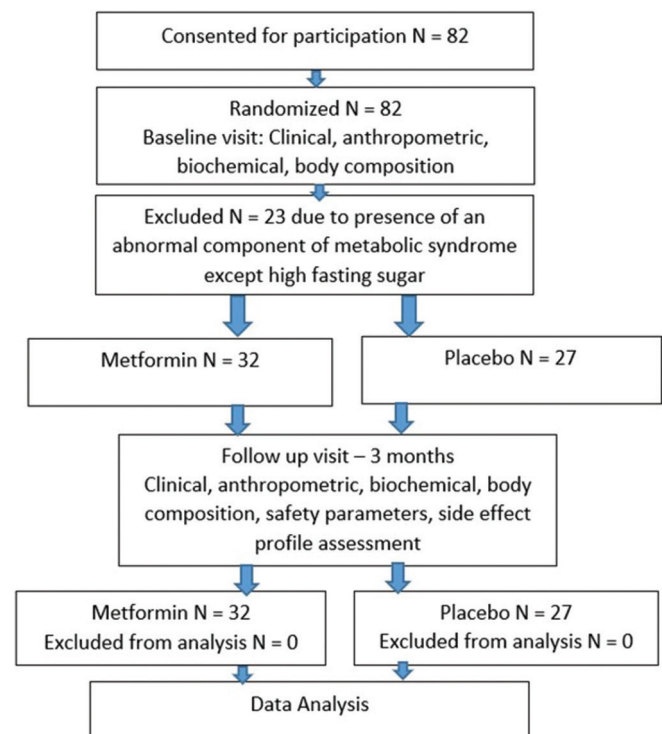 Consented for participation N = 82
Randomized N = 82
Baseline visit: Clinical, anthropometric,
biochemical, body composition
Excluded N = 23 due to presence of an
abnormal component of metabolic syndrome
except high fasting sugar
Metformin N = 32
Placebo N = 27
Follow up visit – 3 months
Clinical, anthropometric, biochemical, body
composition, safety parameters, side effect
profile assessment
Metformin N = 32
Excluded from analysis N = 0
Placebo N = 27
Excluded from analysis N = 0
Data Analysis